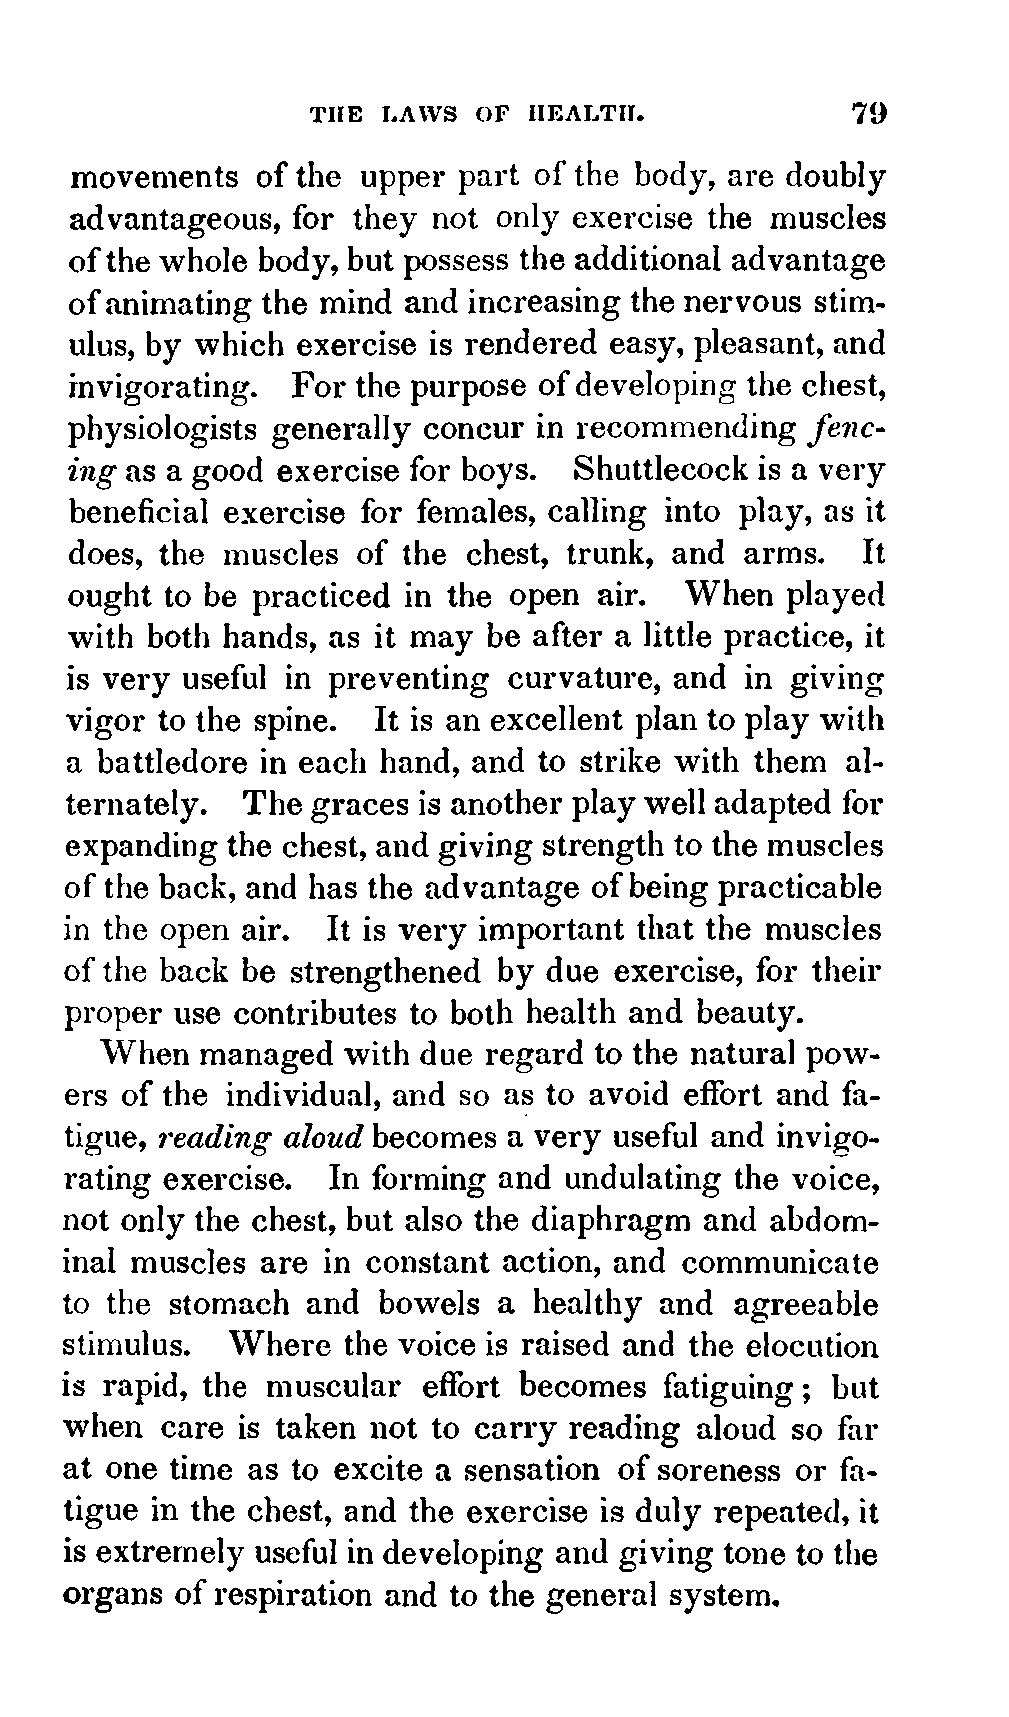 THE LAWS OF HEALTH. 79
movements of the upper part of the body, are doubly
advantageous, for they not only exercise the muscles
of the whole body, but possess the additional advantage
of animating the mind and increasing the nervous stim-
ulus, by which exercise is rendered easy, pleasant, and
invigorating. For the purpose of developing the chest,
physiologists generally concur in recommending fenc-
ing as a good exercise for boys. Shuttlecock is a very
beneficial exercise for females, calling into play, as it
does, the muscles of the chest, trunk, and arms. It
ought to be practiced in the open air. When played
with both hands, as it may be after a little practice, it
is very useful in preventing curvature, and in giving
vigor to the spine. It is an excellent plan to play with
a battledore in each hand, and to strike with them al-
ternately. The graces is another play well adapted for
expanding the chest, and giving strength to the muscles
of the back, and has the advantage of being practicable
in the open air. It is very important that the muscles
of the back be strengthened by due exercise, for their
proper use contributes to both health and beauty.
When managed with due regard to the natural pow-
ers of the individual, and so as to avoid effort and fa-
tigue, reading aloud becomes a very useful and invigo-
rating exercise. In forming and undulating the voice,
not only the chest, but also the diaphragm and abdom-
inal muscles are in constant action, and communicate
to the stomach and bowels a healthy and agreeable
stimulus. Where the voice is raised and the elocution
is rapid, the muscular effort becomes fatiguing; but
when care is taken not to carry reading aloud so far
at one time as to excite a sensation of soreness or fa-
tigue in the chest, and the exercise is duly repeated, it
is extremely useful in developing and giving tone to the
organs of respiration and to the general system.